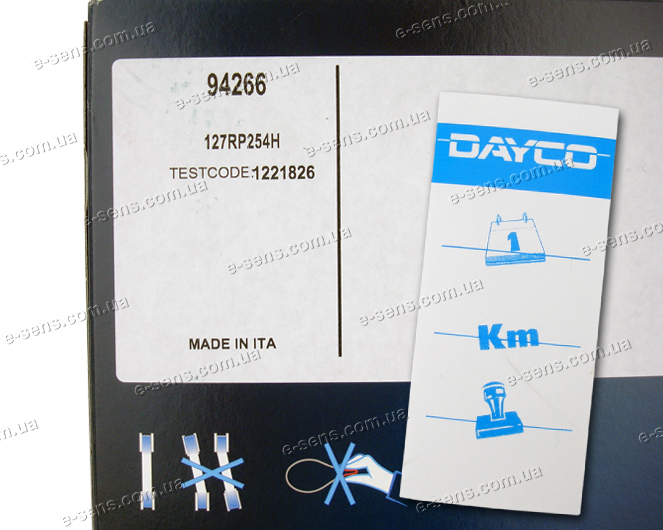 94266
127RP254H
TESTCODE:1221826
MADE IN ITA
DAYCO
1
Km
e-sens.com.ua